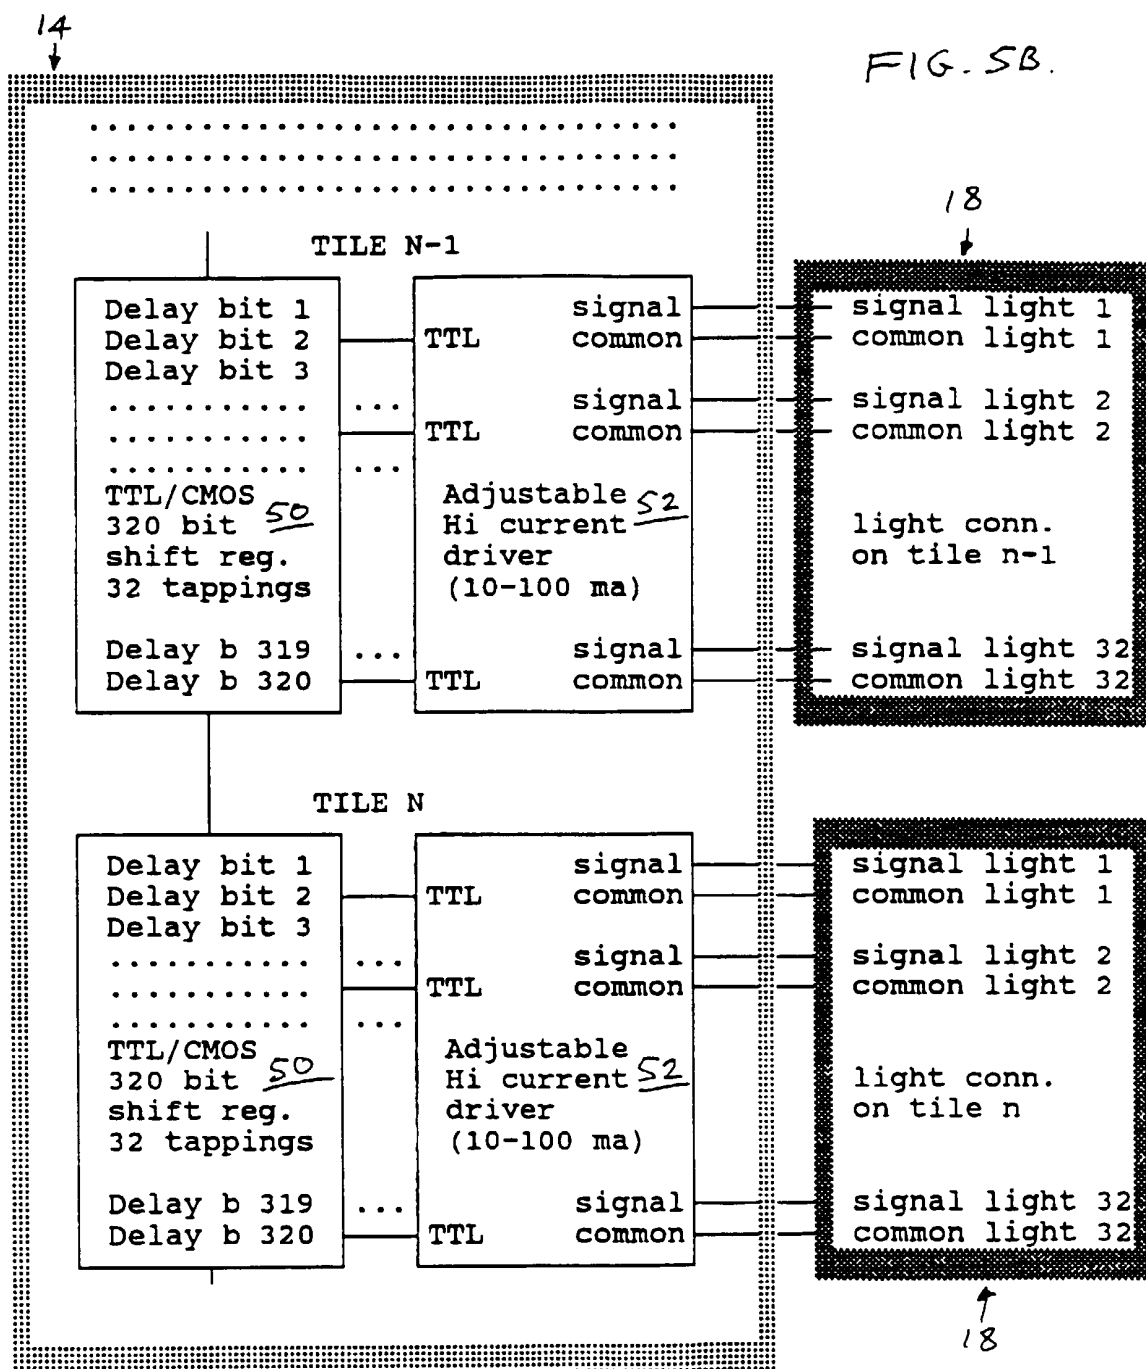 14
FIG. 5B.
18
TILE N-1
Delay bit 1
Delay bit 2
Delay bit 3
...........
...........
...........
TTL/CMOS
320 bit 50
shift reg.
32 tappings
Delay b 319
Delay b 320
...
...
...
TTL
TTL
TTL
signal
common
signal
common
Adjustable
Hi current 52
driver
(10-100 ma)
signal
common
signal light 1
common light 1
signal light 2
common light 2
light conn.
on tile n-1
signal light 32
common light 32
TILE N
Delay bit 1
Delay bit 2
Delay bit 3
...........
...........
...........
TTL/CMOS
320 bit 50
shift reg.
32 tappings
Delay b 319
Delay b 320
...
...
...
TTL
TTL
TTL
signal
common
signal
common
Adjustable
Hi current 52
driver
(10-100 ma)
signal
common
signal light 1
common light 1
signal light 2
common light 2
light conn.
on tile n
signal light 32
common light 32
18